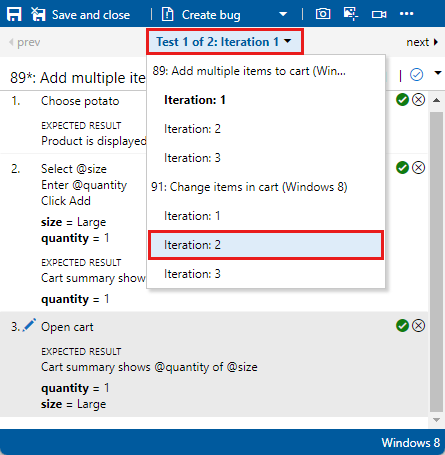 Save and close
Create bug
prev
Test 1 of 2: Iteration 1
next
89*: Add multiple ite
89: Add multiple items to cart (Win...
Iteration: 1
Iteration: 2
Iteration: 3
91: Change items in cart (Windows 8)
Iteration: 1
Iteration: 2
Iteration: 3
1. Choose potato
EXPECTED RESULT
Product is displayed
2. Select @size
Enter @quantity
Click Add
size = Large
quantity = 1
EXPECTED RESULT
Cart summary shows
quantity = 1
3. Open cart
EXPECTED RESULT
Cart summary shows @quantity of @size
quantity = 1
size = Large
Windows 8